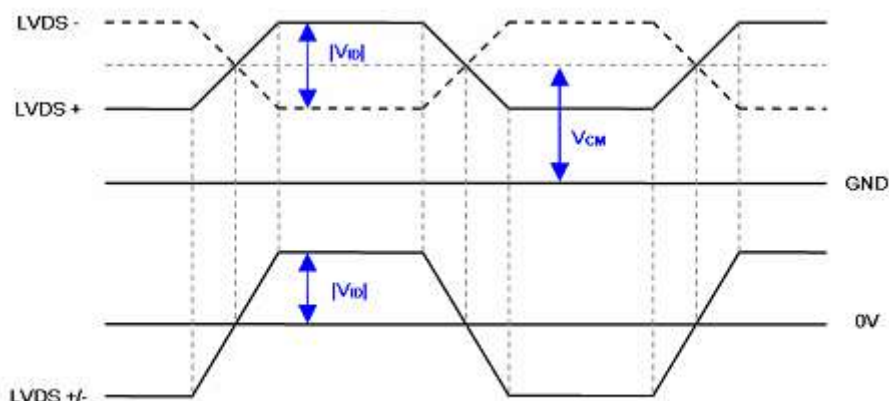 LVDS -
|VID|
LVDS +
VCM
GND
|VID|
0V
LVDS +/-